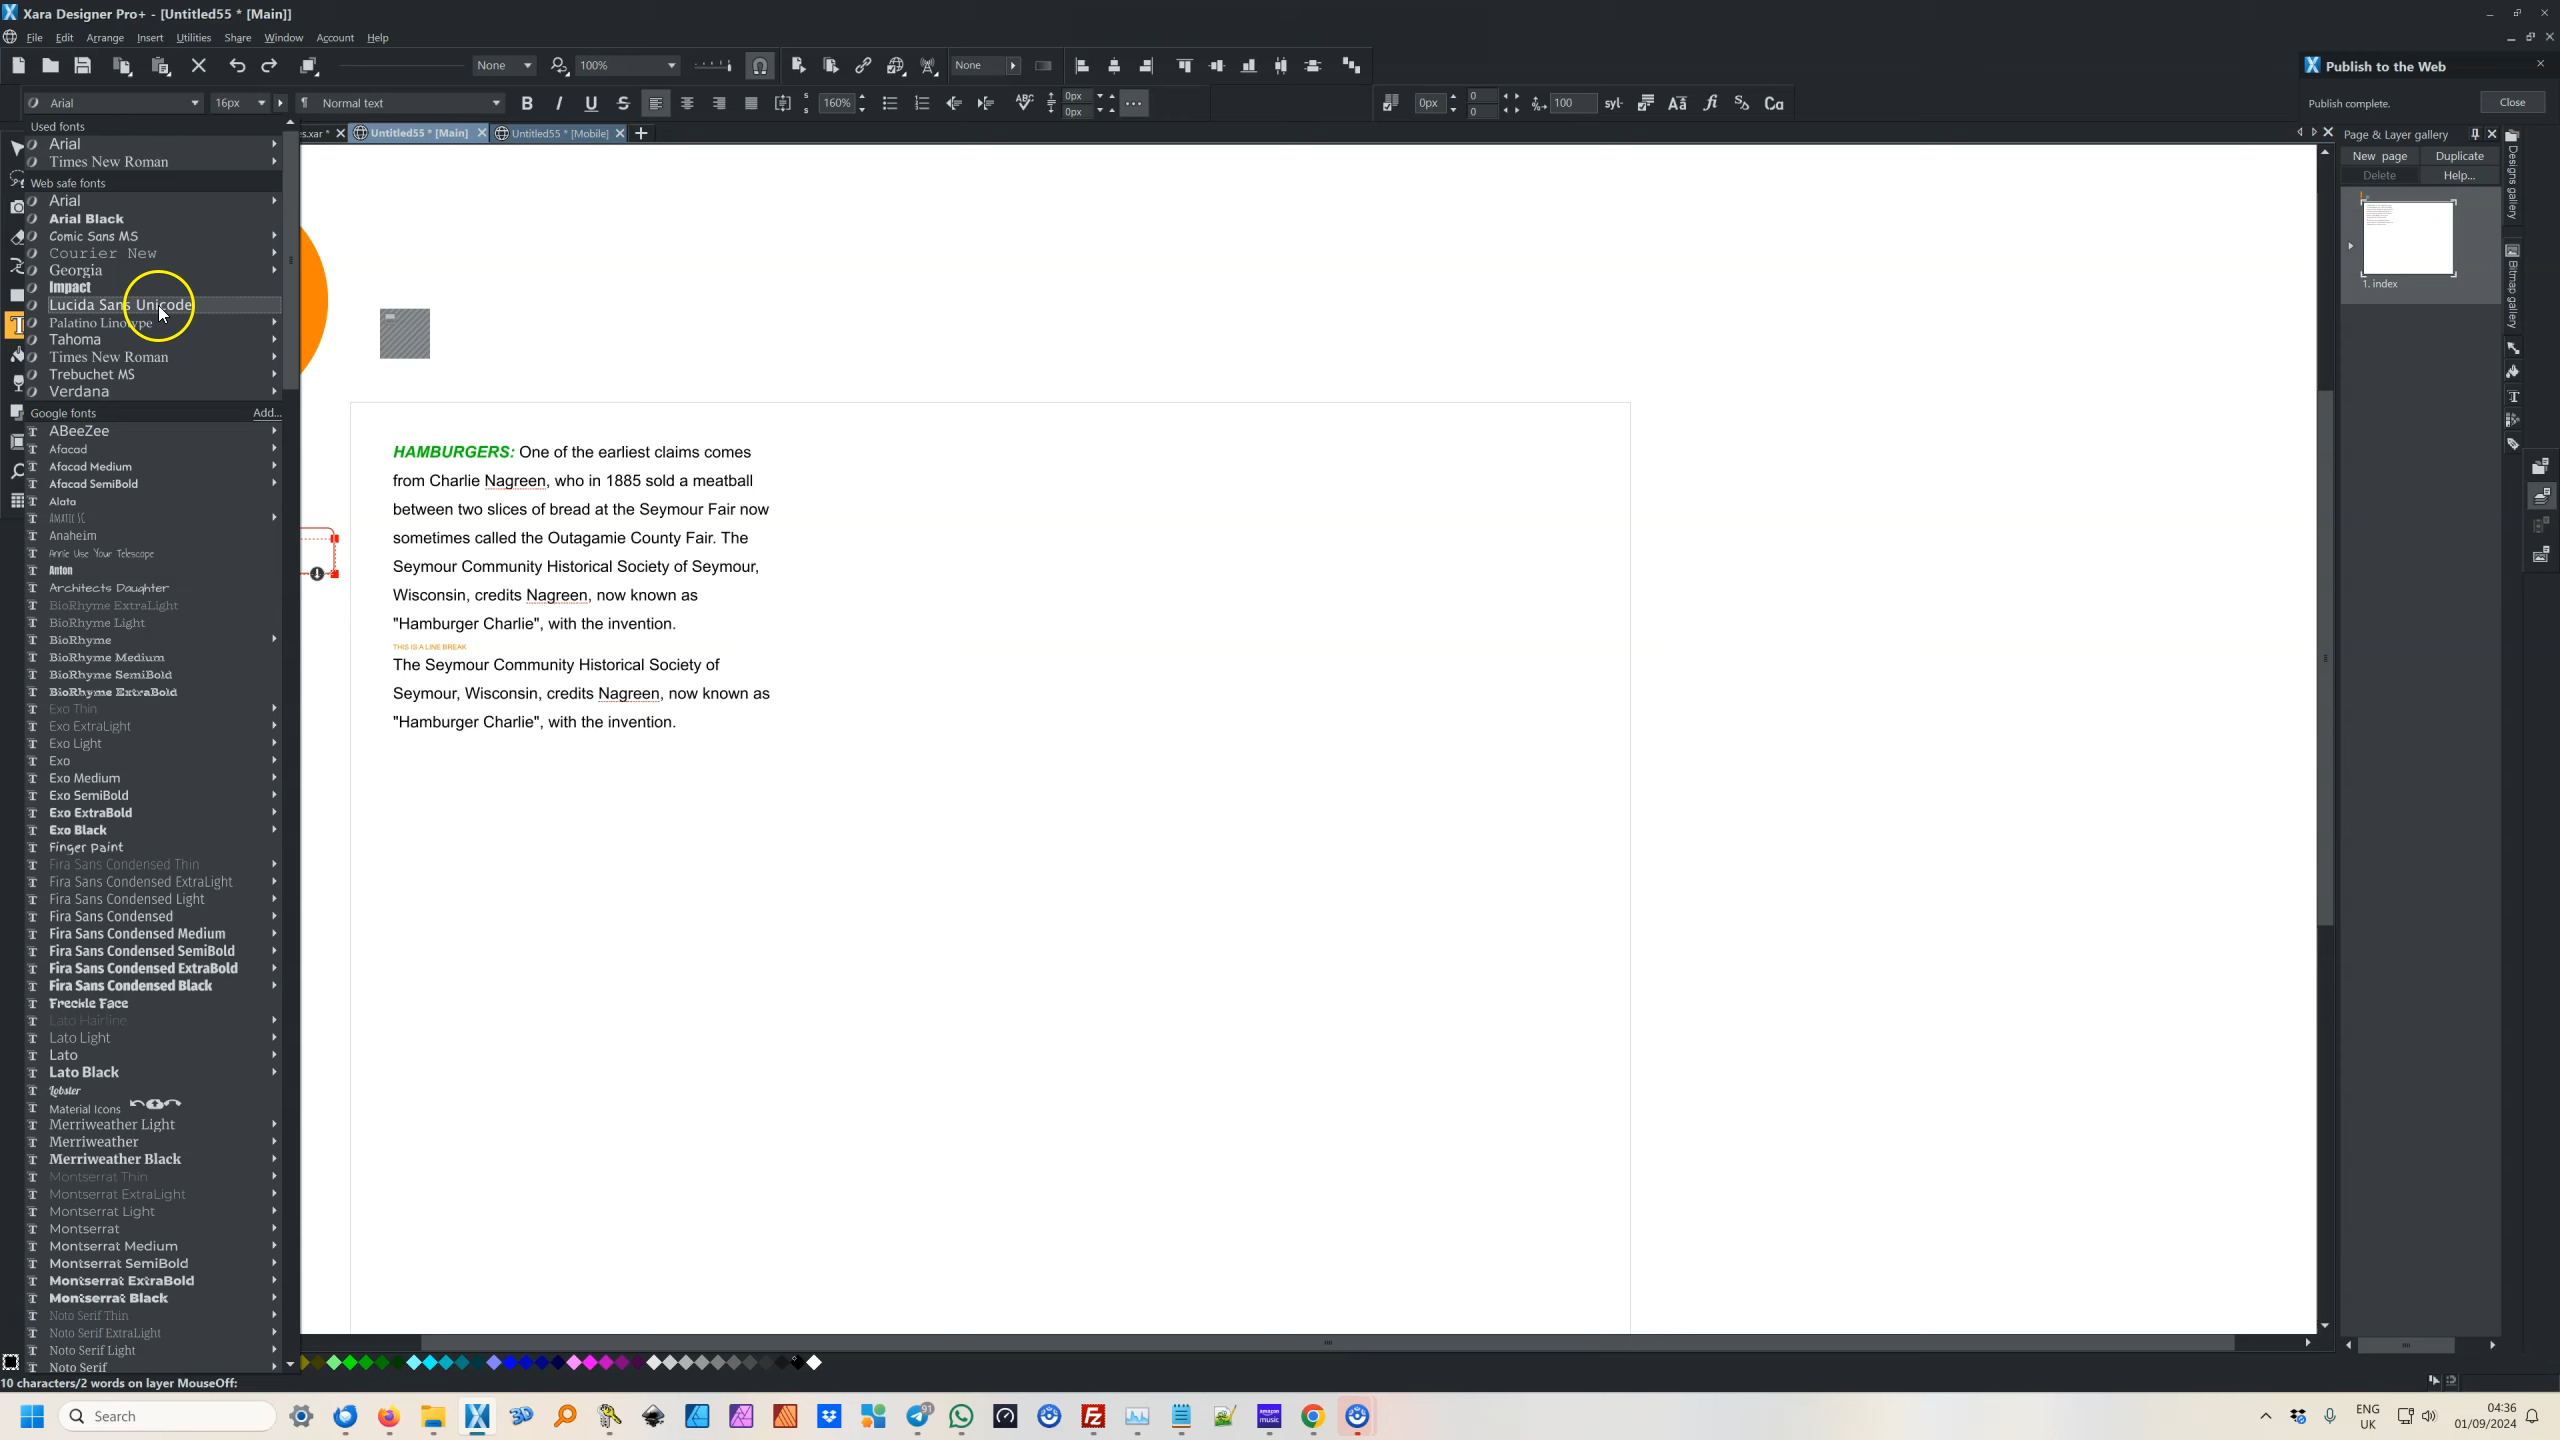 Xara Designer Pro+ - [Untitled55 * [Main]]
File Edit Arrange Insert Utilities Share Window Account Help
None 100% None
Publish to the Web
Arial 16px Normal text 160% 0px 0px 0px 0 0 100
Publish complete. Close
Used fonts
s.xar * Untitled55 * [Main] Untitled55 * [Mobile]
Page & Layer gallery
Arial
Times New Roman
New page Duplicate
Delete Help...
Web safe fonts
Arial
Arial Black
Comic Sans MS
Courier New
Georgia
Impact
Lucida Sans Unicode
Palatino Linotype
Tahoma
Times New Roman
Trebuchet MS
Verdana
1. index
Designs gallery
Bitmap gallery
Google fonts Add...
ABeeZee
Afacad
Afacad Medium
Afacad SemiBold
Alata
Amatic SC
Anaheim
Annie Use Your Telescope
Anton
Architects Daughter
BioRhyme ExtraLight
BioRhyme Light
BioRhyme
BioRhyme Medium
BioRhyme SemiBold
BioRhyme ExtraBold
Exo Thin
Exo ExtraLight
Exo Light
Exo
Exo Medium
Exo SemiBold
Exo ExtraBold
Exo Black
Finger Paint
Fira Sans Condensed Thin
Fira Sans Condensed ExtraLight
Fira Sans Condensed Light
Fira Sans Condensed
Fira Sans Condensed Medium
Fira Sans Condensed SemiBold
Fira Sans Condensed ExtraBold
Fira Sans Condensed Black
Freckle Face
Lato Hairline
Lato Light
Lato
Lato Black
Lobster
Material Icons
Merriweather Light
Merriweather
Merriweather Black
Montserrat Thin
Montserrat ExtraLight
Montserrat Light
Montserrat
Montserrat Medium
Montserrat SemiBold
Montserrat ExtraBold
Montserrat Black
Noto Serif Thin
Noto Serif ExtraLight
Noto Serif Light
Noto Serif
HAMBURGERS: One of the earliest claims comes
from Charlie Nagreen, who in 1885 sold a meatball
between two slices of bread at the Seymour Fair now
sometimes called the Outagamie County Fair. The
Seymour Community Historical Society of Seymour,
Wisconsin, credits Nagreen, now known as
"Hamburger Charlie", with the invention.
THIS IS A LINE BREAK
The Seymour Community Historical Society of
Seymour, Wisconsin, credits Nagreen, now known as
"Hamburger Charlie", with the invention.
10 characters/2 words on layer MouseOff:
Search
91
ENG
UK
04:36
01/09/2024